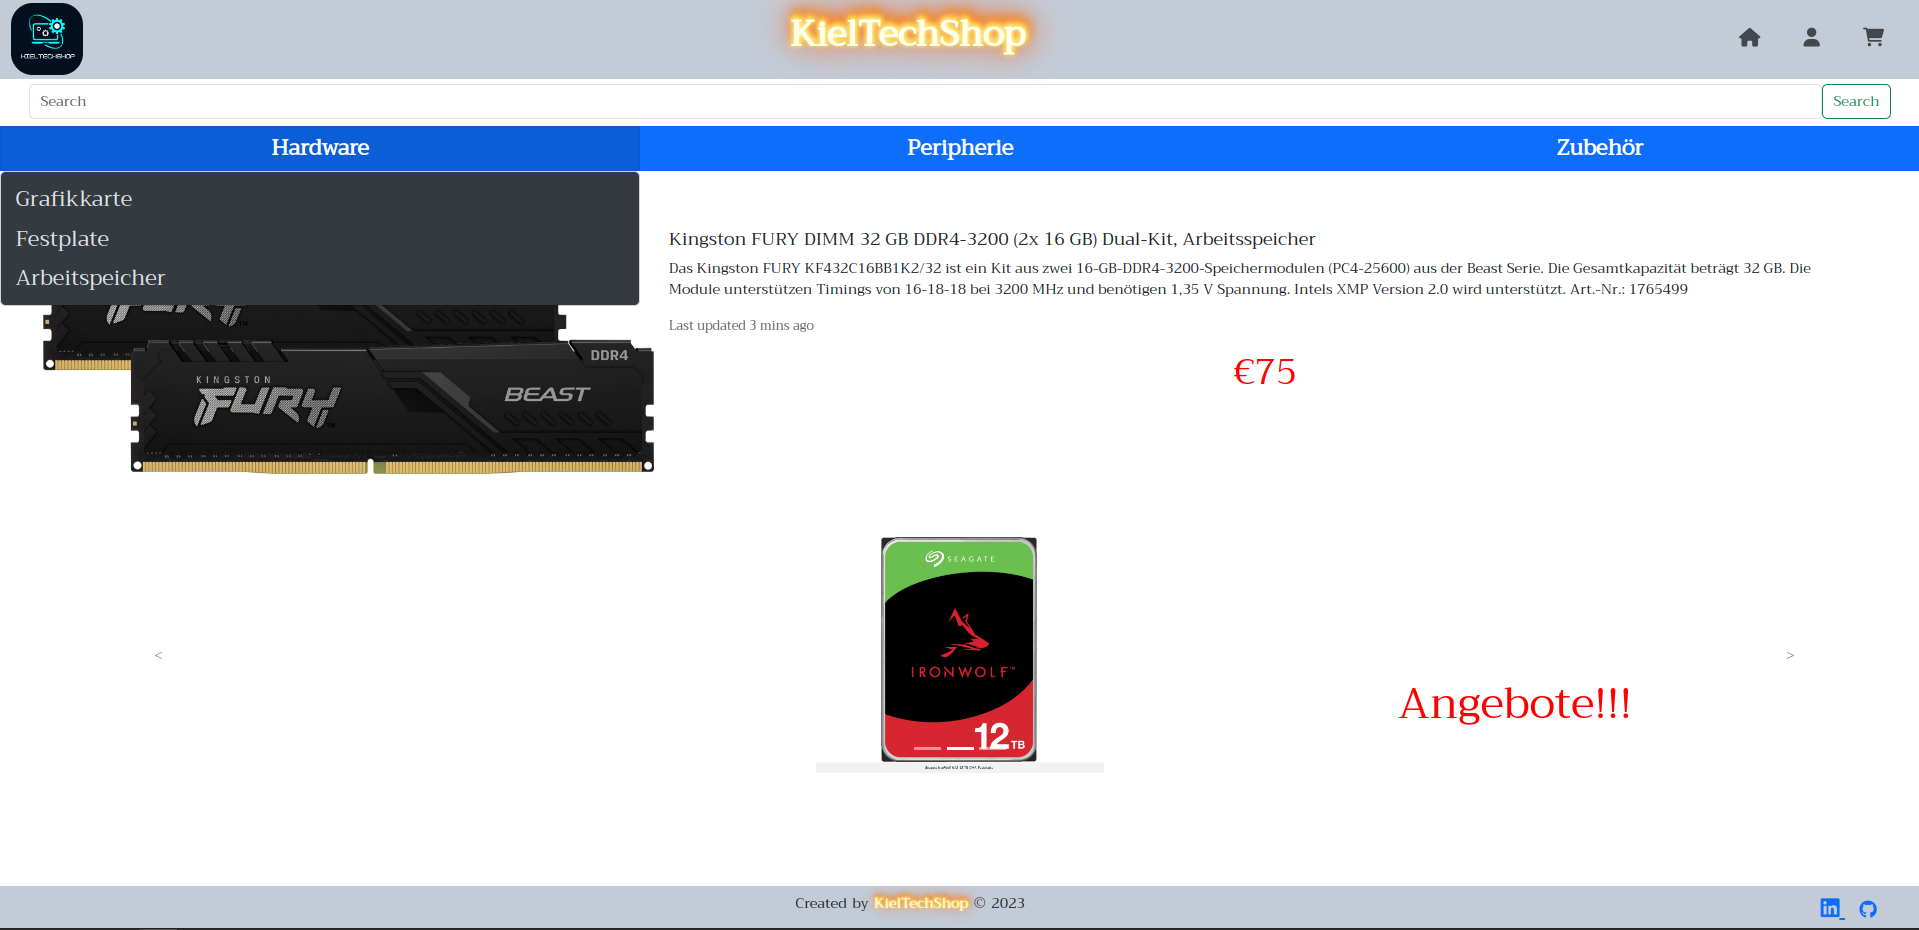 KIELTECHSHOP
KielTechShop
Search
Search
Hardware
Peripherie
Zubehör
Grafikkarte
Festplate
Arbeitspeicher
Kingston FURY DIMM 32 GB DDR4-3200 (2x 16 GB) Dual-Kit, Arbeitsspeicher
Das Kingston FURY KF432C16BB1K2/32 ist ein Kit aus zwei 16-GB-DDR4-3200-Speichermodulen (PC4-25600) aus der Beast Serie. Die Gesamtkapazität beträgt 32 GB. Die
Module unterstützen Timings von 16-18-18 bei 3200 MHz und benötigen 1,35 V Spannung. Intels XMP Version 2.0 wird unterstützt. Art.-Nr.: 1765499
Last updated 3 mins ago
€75
DDR4
KINGSTON
FURY
BEAST
SEAGATE
IRONWOLF™
12 TB
<
>
Angebote!!!
Created by KielTechShop © 2023
in